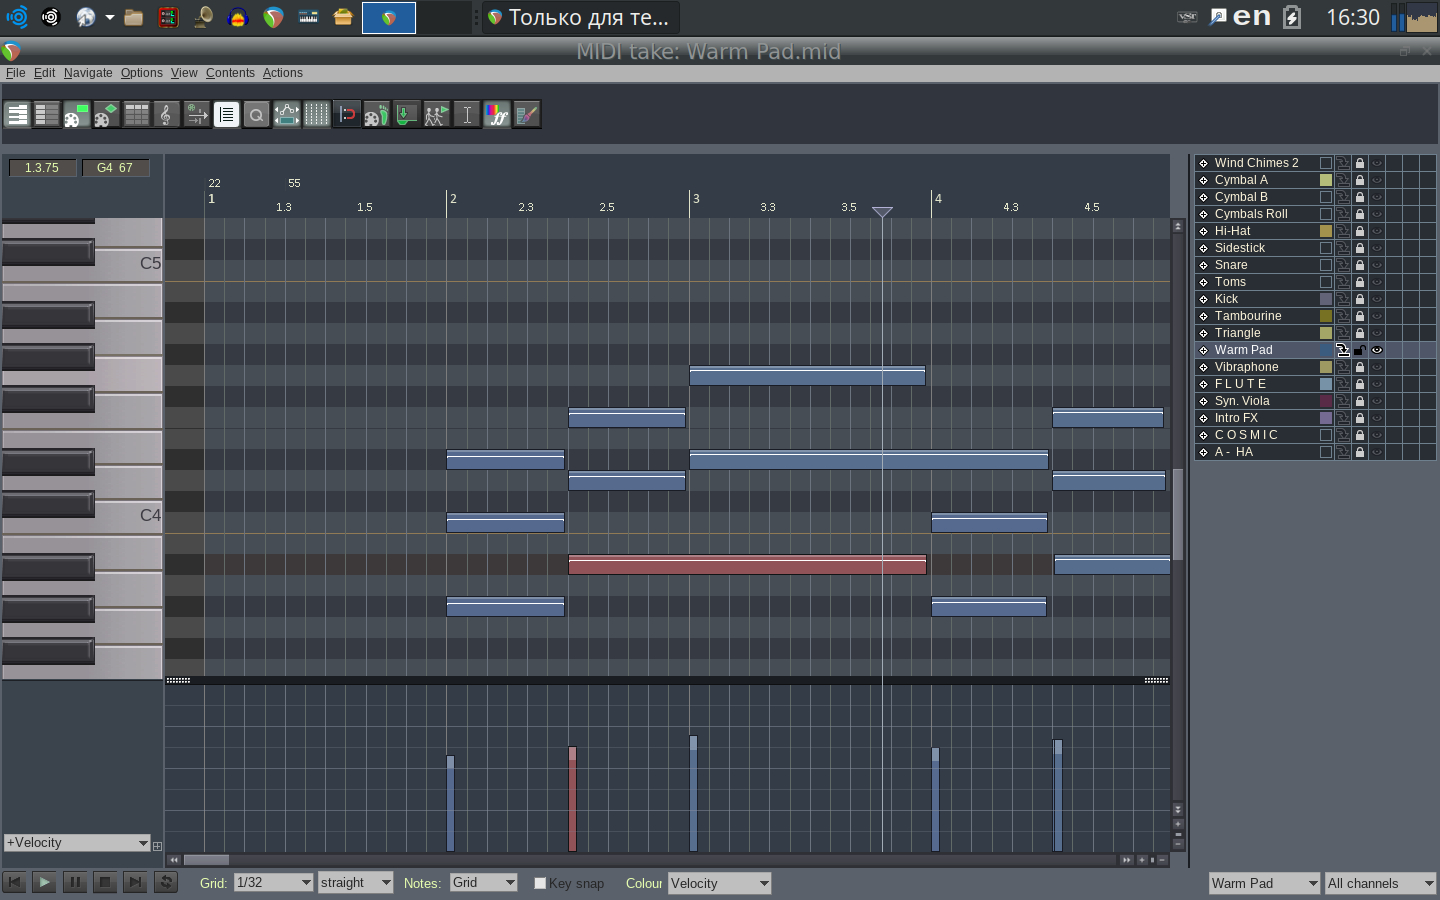 Только для те...
vsr
en
16:30
MIDI take: Warm Pad.mid
File Edit Navigate Options View Contents Actions
1.3.75 G4 67
22 55
1 2 3 4
1.3 1.5 2.3 2.5 3.3 3.5 4.3 4.5
C5
C4
Wind Chimes 2
Cymbal A
Cymbal B
Cymbals Roll
Hi-Hat
Sidestick
Snare
Toms
Kick
Tambourine
Triangle
Warm Pad
Vibraphone
F L U T E
Syn. Viola
Intro FX
C O S M I C
A - HA
+Velocity
Grid: 1/32 straight Notes: Grid Key snap Colour Velocity Warm Pad All channels